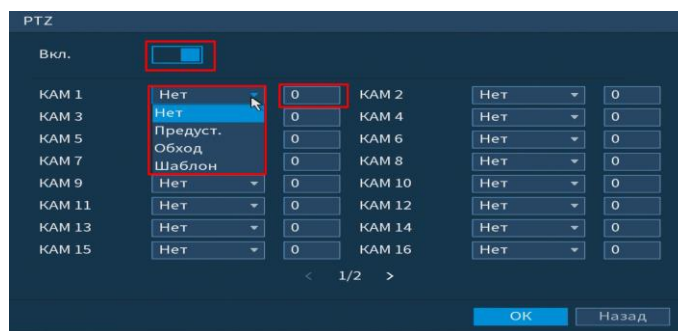 PTZ
Вкл.
КАМ 1 Нет 0 КАМ 2 Нет 0
КАМ 3 Нет 0 КАМ 4 Нет 0
КАМ 5 Предуст. 0 КАМ 6 Нет 0
Обход
КАМ 7 Шаблон 0 КАМ 8 Нет 0
КАМ 9 Нет 0 КАМ 10 Нет 0
КАМ 11 Нет 0 КАМ 12 Нет 0
КАМ 13 Нет 0 КАМ 14 Нет 0
КАМ 15 Нет 0 КАМ 16 Нет 0
< 1/2 >
ОК Назад